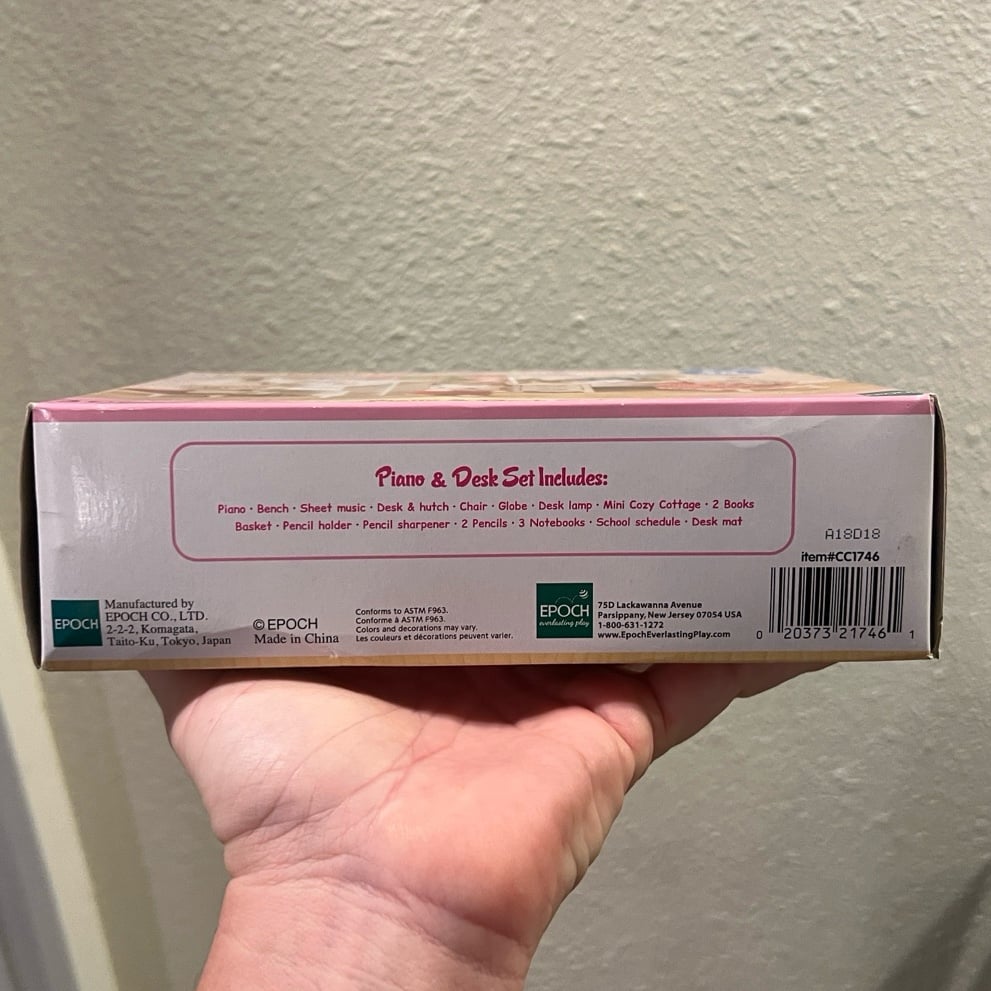 Piano & Desk Set Includes:
Piano • Bench • Sheet music • Desk & hutch • Chair • Globe • Desk lamp • Mini Cozy Cottage • 2 Books
Basket • Pencil holder • Pencil sharpener • 2 Pencils • 3 Notebooks • School schedule • Desk mat
A18D18
item#CC1746
EPOCH
Manufactured by
EPOCH CO., LTD.
2-2-2, Komagata,
Taito-Ku, Tokyo, Japan
© EPOCH
Made in China
Conforms to ASTM F963.
Conforme à ASTM F963.
Colors and decorations may vary.
Les couleurs et décorations peuvent varier.
EPOCH
everlasting play
75D Lackawanna Avenue
Parsippany, New Jersey 07054 USA
1-800-631-1272
www.EpochEverlastingPlay.com
0 20373 21746 1